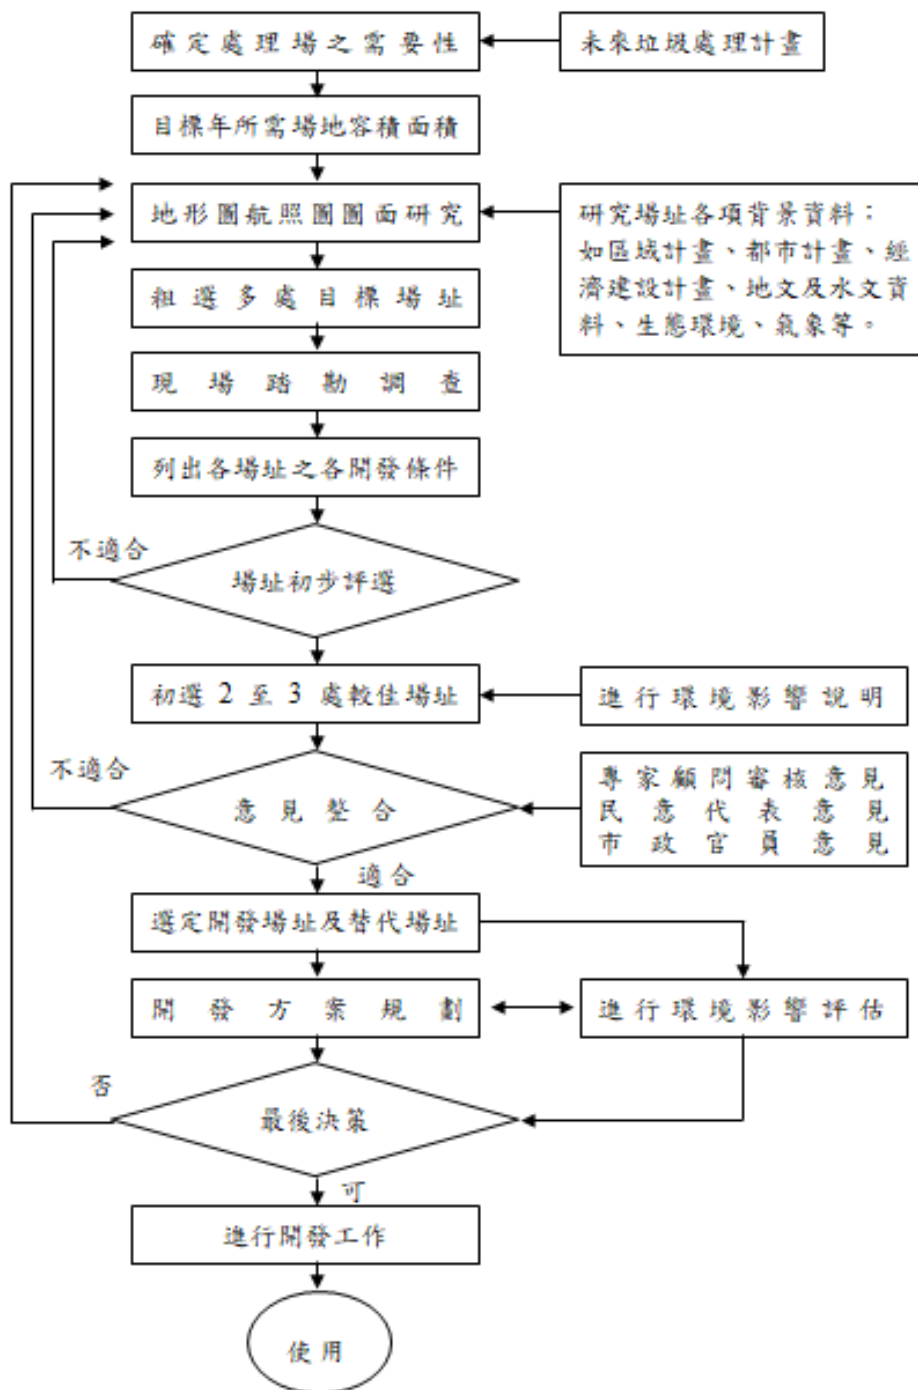 確定處理場之需要性
未來垃圾處理計畫
目標年所需場地容積面積
地形圖航照圖圖面研究
研究場址各項背景資料：
如區域計畫、都市計畫、經
濟建設計畫、地文及水文資
料、生態環境、氣象等。
粗選多處目標場址
現場踏勘調查
列出各場址之各開發條件
不適合
場址初步評選
初選 2 至 3 處較佳場址
進行環境影響說明
不適合
意見整合
專家顧問審核意見
民意代表意見
市政官員意見
適合
選定開發場址及替代場址
開發方案規劃
進行環境影響評估
否
最後決策
可
進行開發工作
使用